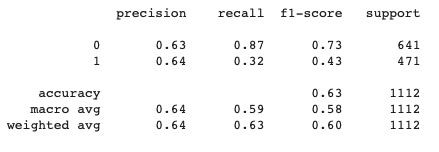 precision recall f1-score support
0 0.63 0.87 0.73 641
1 0.64 0.32 0.43 471
accuracy 0.63 1112
macro avg 0.64 0.59 0.58 1112
weighted avg 0.64 0.63 0.60 1112